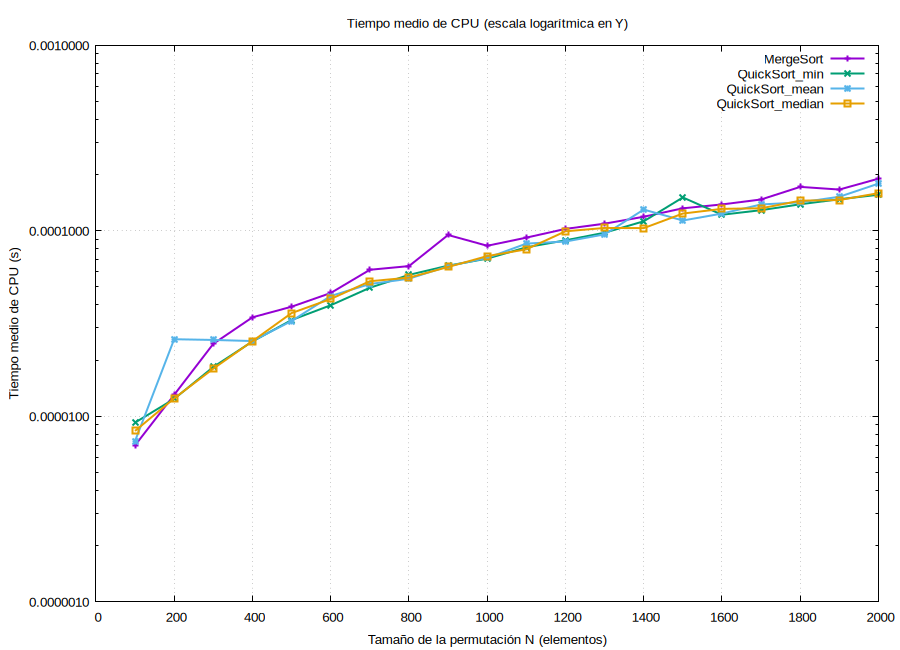 Tiempo medio de CPU (escala logarítmica en Y)
0.0010000
0.0001000
0.0000100
0.0000010
Tiempo medio de CPU (s)
MergeSort
QuickSort_min
QuickSort_mean
QuickSort_median
0 200 400 600 800 1000 1200 1400 1600 1800 2000
Tamaño de la permutación N (elementos)